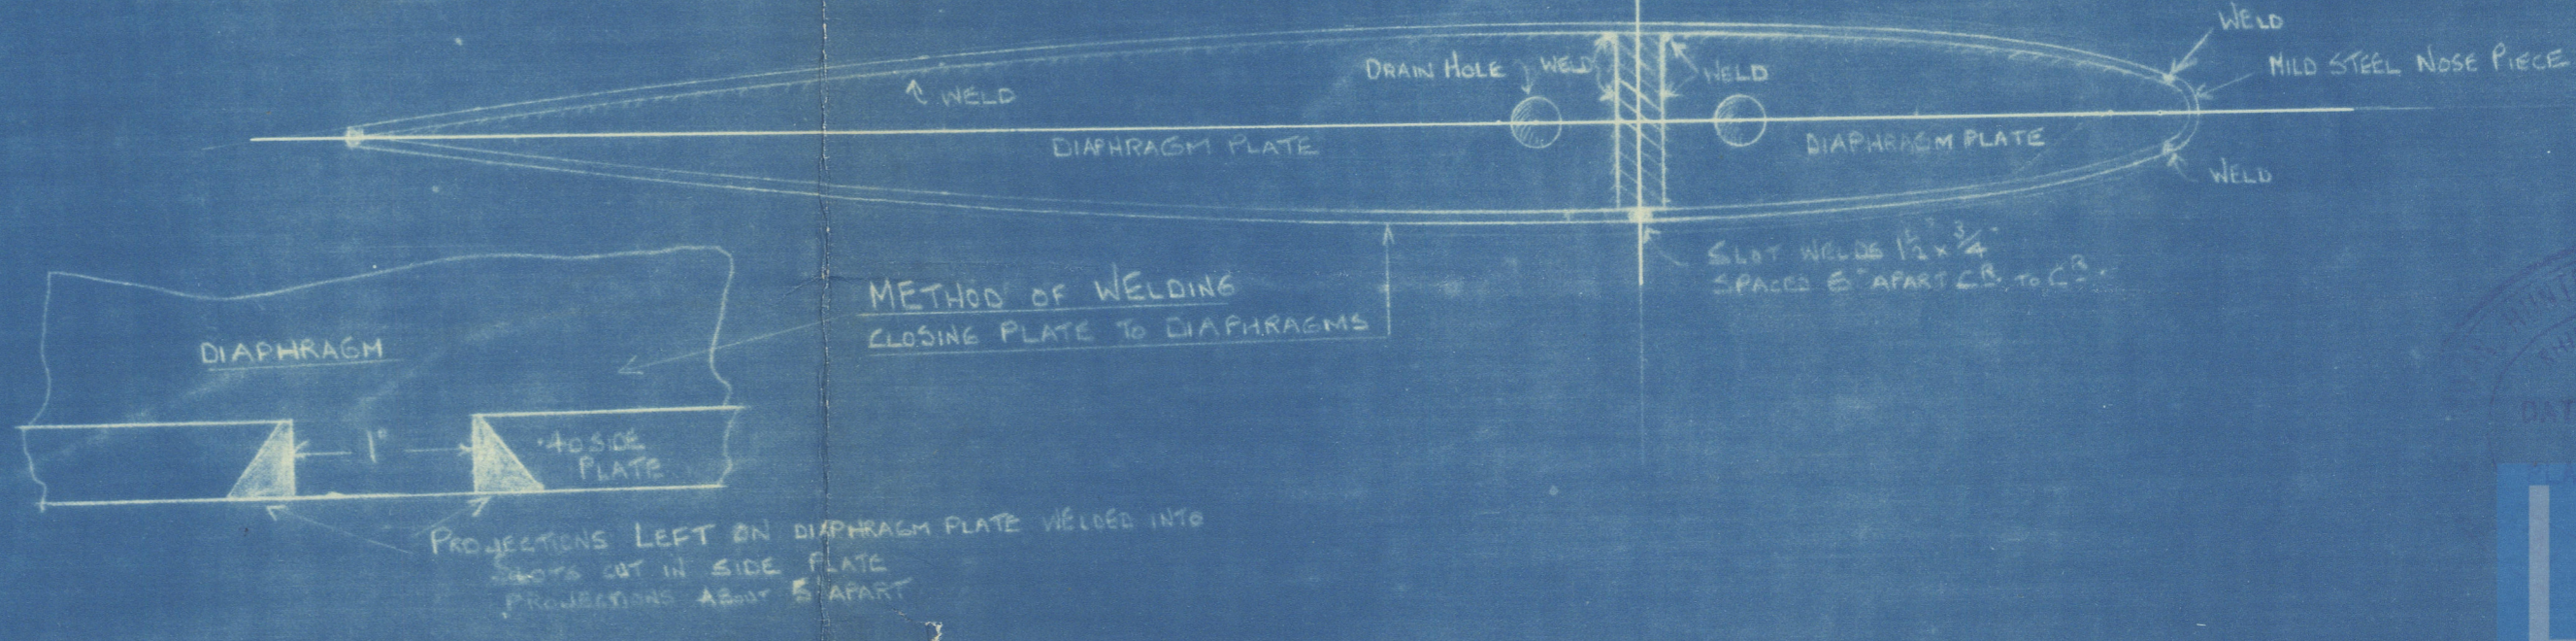 WELD
MILD STEEL NOSE PIECE
DRAIN HOLE
WELD
WELD
WELD
DIAPHRAGM PLATE
DIAPHRAGM PLATE
WELD
SLOT WELDS 1½" x ¾"
SPACED 6" APART CR. TO CR.
METHOD OF WELDING
CLOSING PLATE TO DIAPHRAGMS
DIAPHRAGM
1"
.40 SIDE
PLATE
PROJECTIONS LEFT ON DIAPHRAGM PLATE WELDED INTO
SLOTS CUT IN SIDE PLATE
PROJECTIONS ABOUT 5" APART